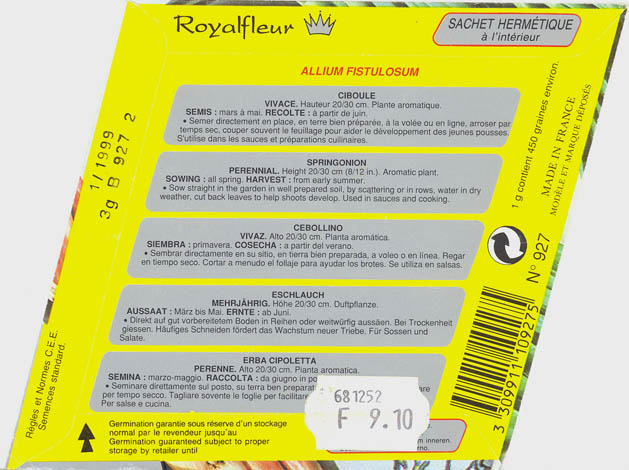 Royalfleur
SACHET HERMÉTIQUE
à l'intérieur
ALLIUM FISTULOSUM
CIBOULE
VIVACE. Hauteur 20/30 cm. Plante aromatique.
SEMIS : mars à mai. RECOLTE : à partir de juin.
• Semer directement en place, en terre bien préparée, à la volée ou en ligne, arroser par
temps sec, couper souvent le feuillage pour aider le développement des jeunes pousses.
S'utilise dans les sauces et préparations cuillinaires.
SPRINGONION
PERENNIAL. Height 20/30 cm (8/12 in.). Aromatic plant.
SOWING : all spring. HARVEST : from early summer.
• Sow straight in the garden in well prepared soil, by scattering or in rows, water in dry
weather, cut back leaves to help shoots develop. Used in sauces and cooking.
CEBOLLINO
VIVAZ. Alto 20/30 cm. Planta aromática.
SIEMBRA : primavera. COSECHA : a partir del verano.
• Sembrar directamente en su sitio, en tierra bien preparada, a voleo o en línea. Regar
en tiempo seco. Cortar a menudo el follaje para ayudar los brotes. Se utiliza en salsas.
ESCHLAUCH
MEHRJÄHRIG. Höhe 20/30 cm. Duftpflanze.
AUSSAAT : März bis Mai. ERNTE : ab Juni.
• Direkt auf gut vorbereitetem Boden in Reihen oder weitwürfig aussäen. Bei Trockenheit
giessen. Häufiges Schneiden fördert das Wachstum neuer Triebe. Für Sossen und
Salate.
ERBA CIPOLETTA
PERENNE. Alto 20/30 cm. Planta aromatica.
SEMINA : marzo-maggio. RACCOLTA : da giugno in po
• Seminare direttamente sul posto, su terra ben prepara are
per tempo secco. Tagliare sovente le foglie per facilitare
Per salse e cucina.
681252
F 9.10
Germination garantie sous réserve d'un stockage
normal par le revendeur jusqu'au
Germination guaranteed subject to proper
storage by retailer until
m inneren.
rno.
1/1999
3g B 927 2
Règles et Normes C.E.E.
Semences standard.
1 g contient 450 graines environ.
MADE IN FRANCE
MODÈLE ET MARQUE DÉPOSÉS
N° 927
3 309911 109275